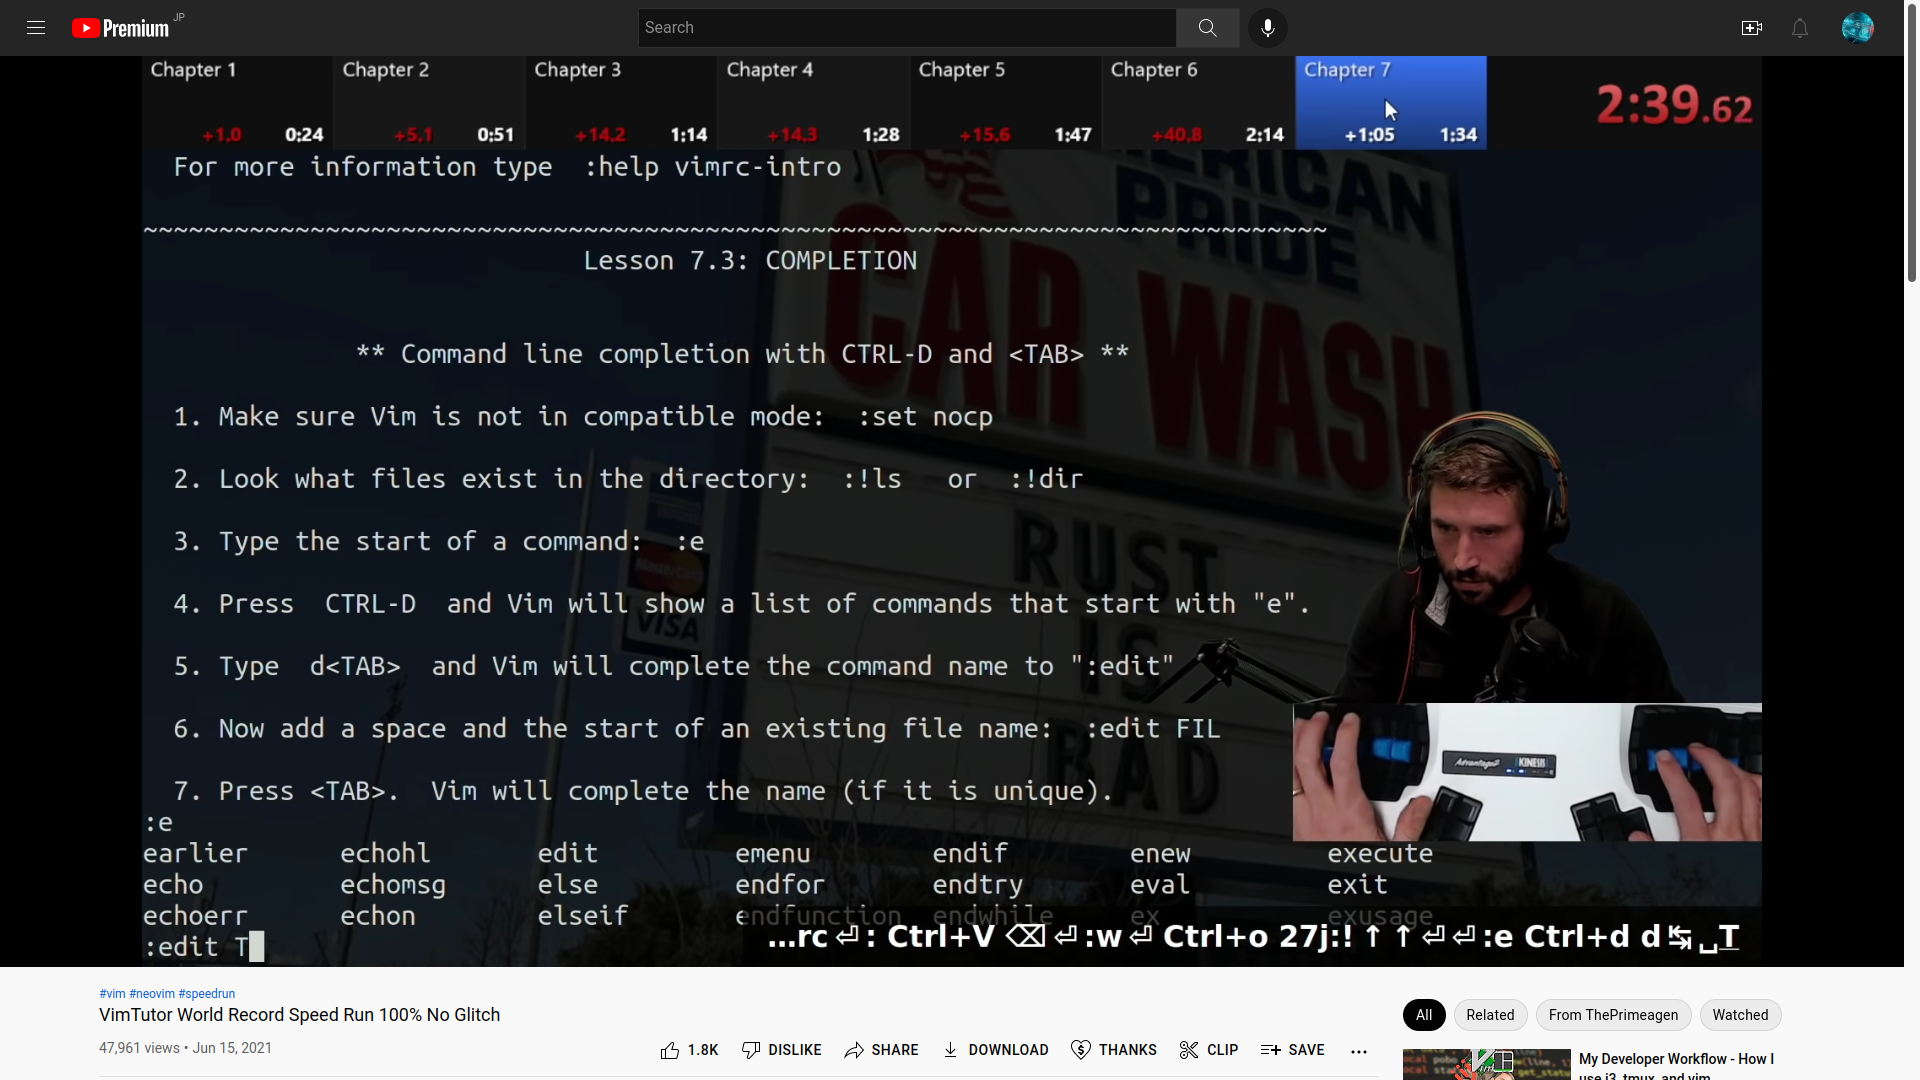 Premium JP
Search
Chapter 1
Chapter 2
Chapter 3
Chapter 4
Chapter 5
Chapter 6
Chapter 7
+1.0 0:24
+5.1 0:51
+14.2 1:14
+14.3 1:28
+15.6 1:47
+40.8 2:14
+1:05 1:34
2:39.62
For more information type :help vimrc-intro
~~~~~~~~~~~~~~~~~~~~~~~~~~~~~~~~~~~~~~~~~~~~~~~~~~~~~~~~~~~~~~~~~~~~~~~~~~~~~~
Lesson 7.3: COMPLETION
** Command line completion with CTRL-D and <TAB> **
1. Make sure Vim is not in compatible mode: :set nocp
2. Look what files exist in the directory: :!ls or :!dir
3. Type the start of a command: :e
4. Press CTRL-D and Vim will show a list of commands that start with "e".
5. Type d<TAB> and Vim will complete the command name to ":edit"
6. Now add a space and the start of an existing file name: :edit FIL
7. Press <TAB>. Vim will complete the name (if it is unique).
:e
earlier echohl edit emenu endif enew execute
echo echomsg else endfor endtry eval exit
echoerr echon elseif endfunction endwhile ex exusage
:edit T
...rc⏎: Ctrl+V ⌫⏎:w⏎ Ctrl+o 27j:!↑↑⏎⏎:e Ctrl+d d↹␣T
PRIDE
CAR WASH
RUST
IS
BAD
MasterCard
VISA
Advantage2 KINESIS
#vim #neovim #speedrun
VimTutor World Record Speed Run 100% No Glitch
47,961 views • Jun 15, 2021
1.8K DISLIKE SHARE DOWNLOAD THANKS CLIP SAVE
All Related From ThePrimeagen Watched
My Developer Workflow - How I
use i3, tmux, and vim